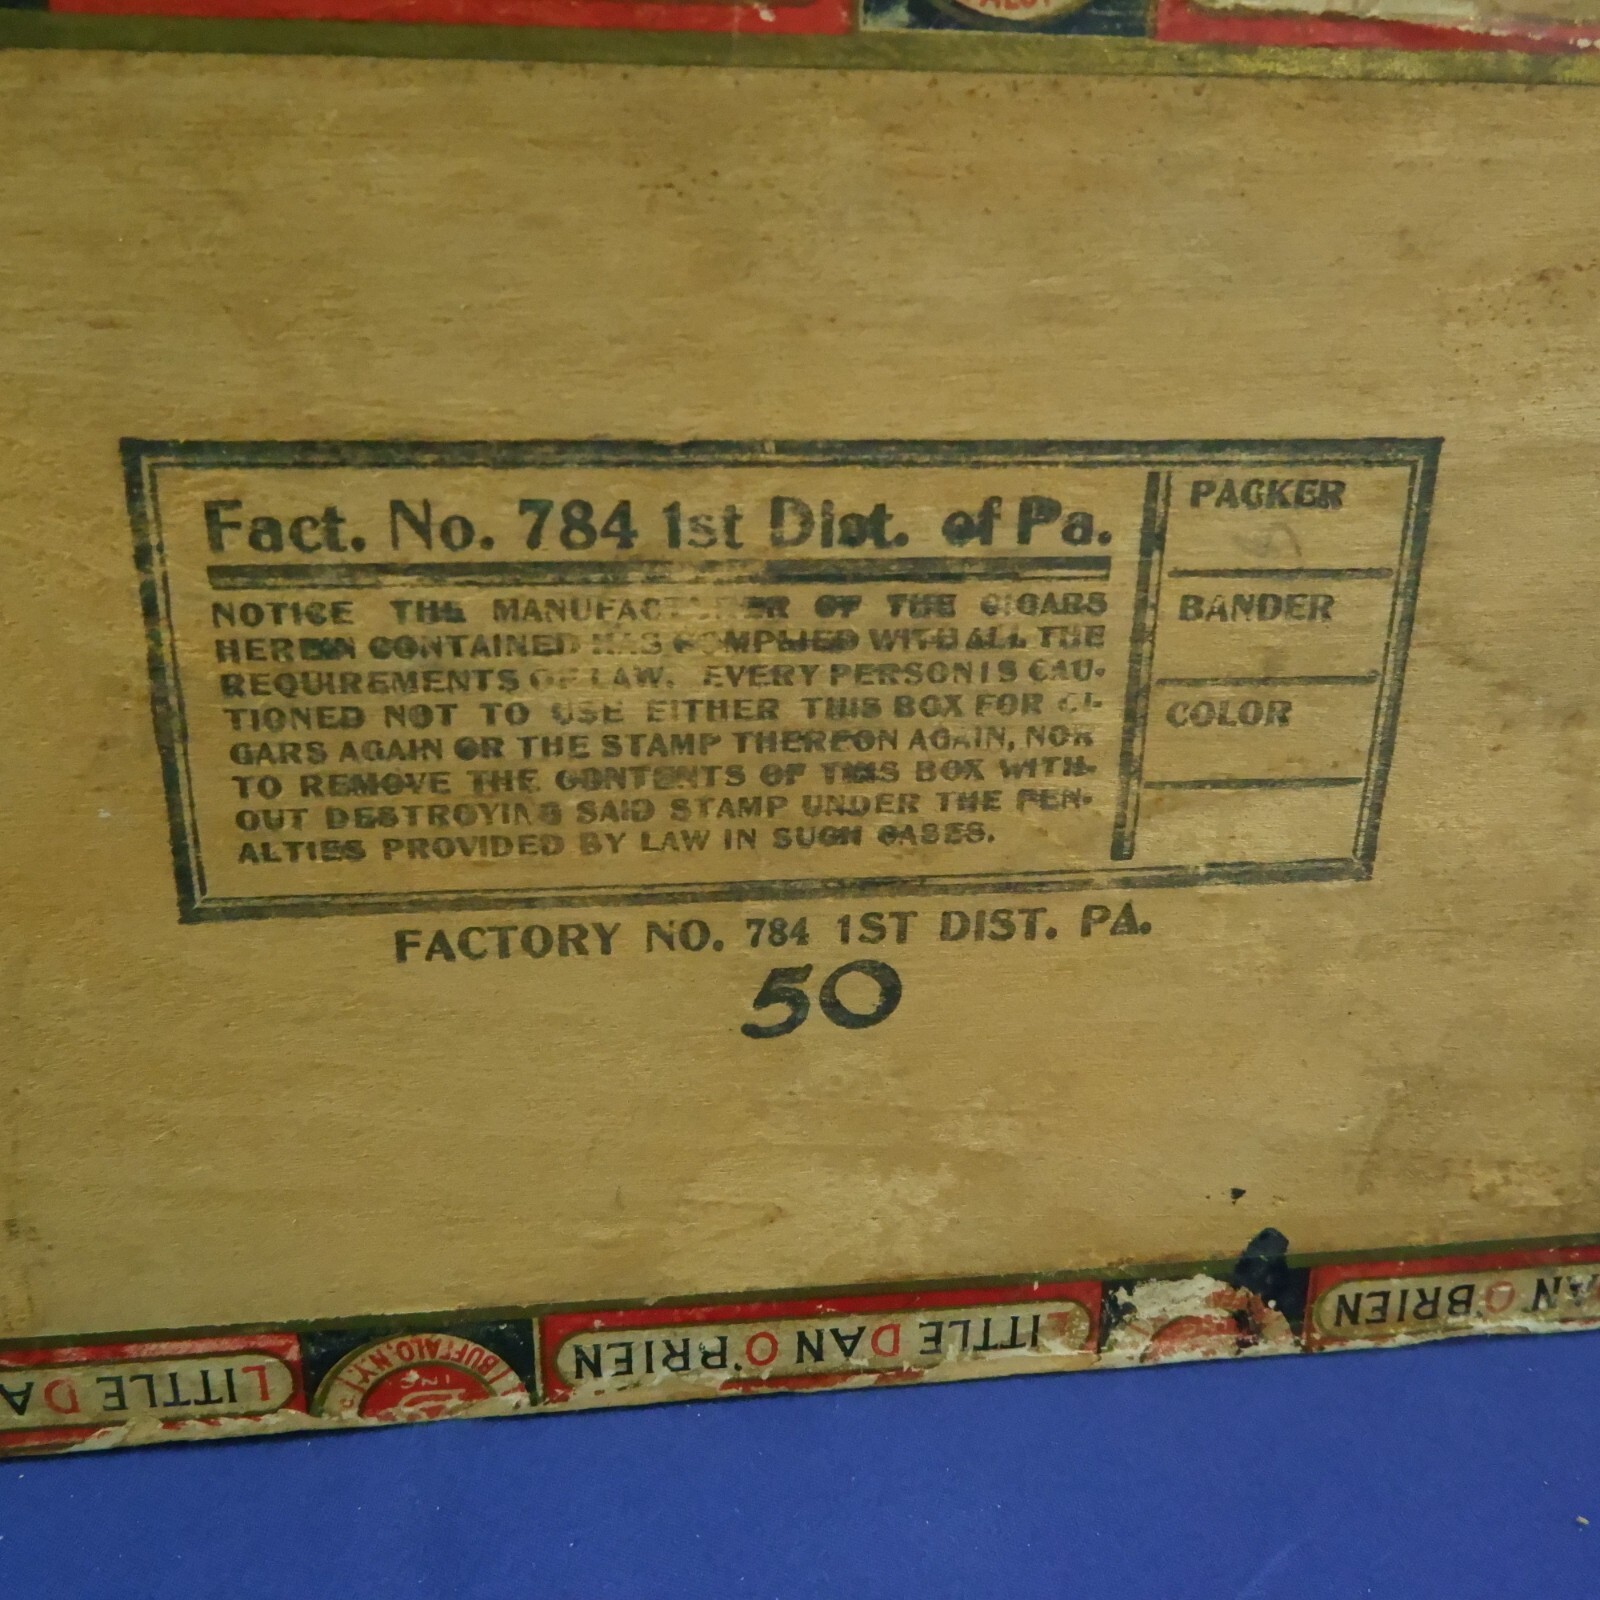 Fact. No. 784 1st Dist. of Pa.
NOTICE THE MANUFACTURER OF THE CIGARS
HEREIN CONTAINED HAS COMPLIED WITH ALL THE
REQUIREMENTS OF LAW. EVERY PERSON IS CAU-
TIONED NOT TO USE EITHER THIS BOX FOR CI-
GARS AGAIN OR THE STAMP THEREON AGAIN, NOR
TO REMOVE THE CONTENTS OF THIS BOX WITH-
OUT DESTROYING SAID STAMP UNDER THE PEN-
ALTIES PROVIDED BY LAW IN SUCH CASES.
PACKER
BANDER
COLOR
FACTORY NO. 784 1ST DIST. PA.
50
LITTLE DA
BUFFALO, N.Y.
INC
LITTLE DAN O'BRIEN
AN O'BRIEN